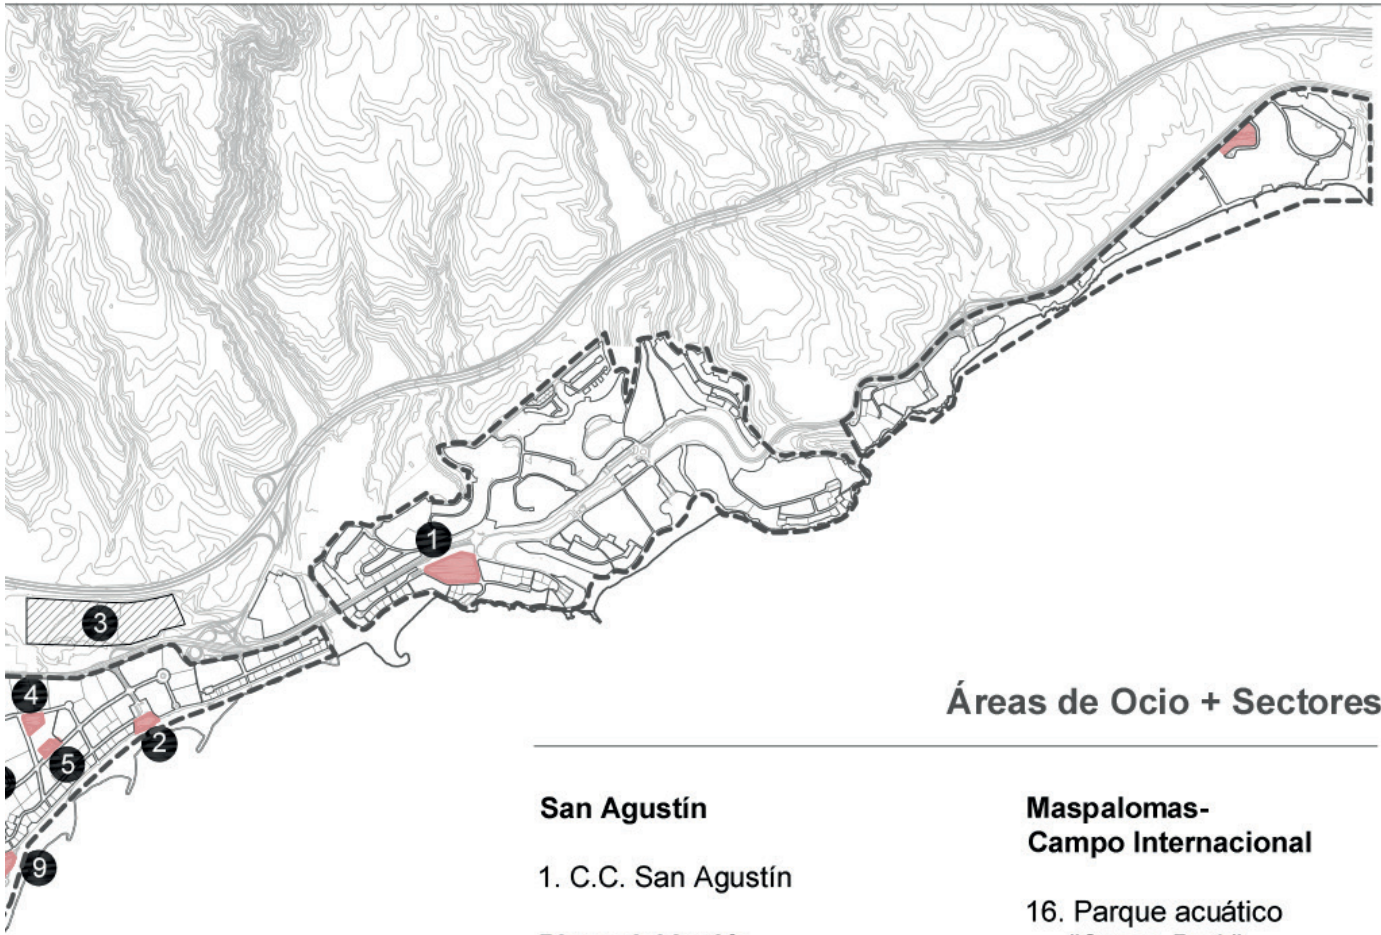 1
3
4
2
5
9
Áreas de Ocio + Sectores
San Agustín
1. C.C. San Agustín
Maspalomas-
Campo Internacional
16. Parque acuático